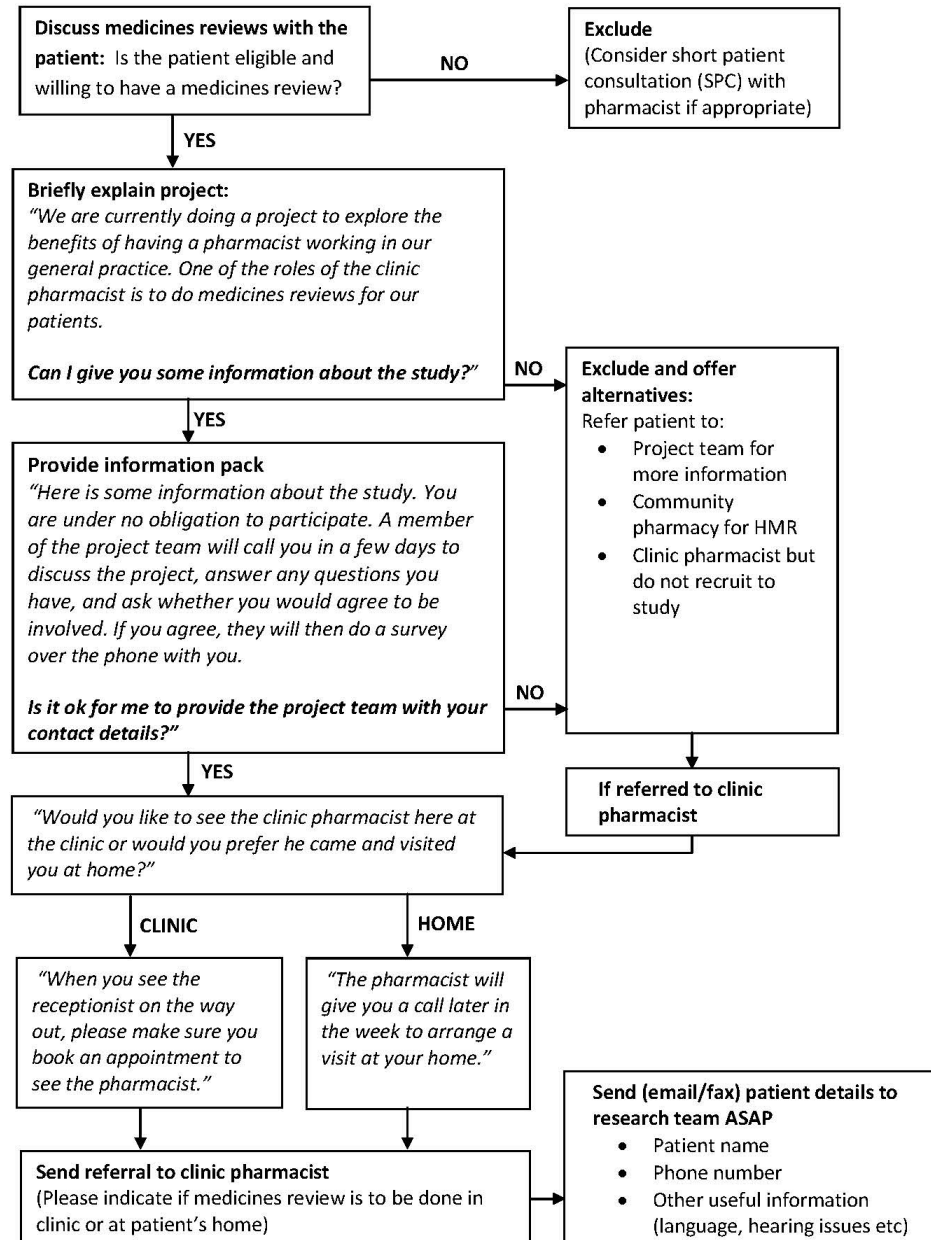 Discuss medicines reviews with the
patient: Is the patient eligible and
willing to have a medicines review?
NO
Exclude
(Consider short patient
consultation (SPC) with
pharmacist if appropriate)
YES
Briefly explain project:
“We are currently doing a project to explore the
benefits of having a pharmacist working in our
general practice. One of the roles of the clinic
pharmacist is to do medicines reviews for our
patients.
Can I give you some information about the study?”
NO
Exclude and offer
alternatives:
Refer patient to:
• Project team for
more information
• Community
pharmacy for HMR
• Clinic pharmacist but
do not recruit to
study
YES
Provide information pack
“Here is some information about the study. You
are under no obligation to participate. A member
of the project team will call you in a few days to
discuss the project, answer any questions you
have, and ask whether you would agree to be
involved. If you agree, they will then do a survey
over the phone with you.
Is it ok for me to provide the project team with your
contact details?”
NO
YES
If referred to clinic
pharmacist
“Would you like to see the clinic pharmacist here at
the clinic or would you prefer he came and visited
you at home?”
CLINIC
HOME
“When you see the
receptionist on the way
out, please make sure you
book an appointment to
see the pharmacist.”
“The pharmacist will
give you a call later in
the week to arrange a
visit at your home.”
Send referral to clinic pharmacist
(Please indicate if medicines review is to be done in
clinic or at patient’s home)
Send (email/fax) patient details to
research team ASAP
• Patient name
• Phone number
• Other useful information
(language, hearing issues etc)